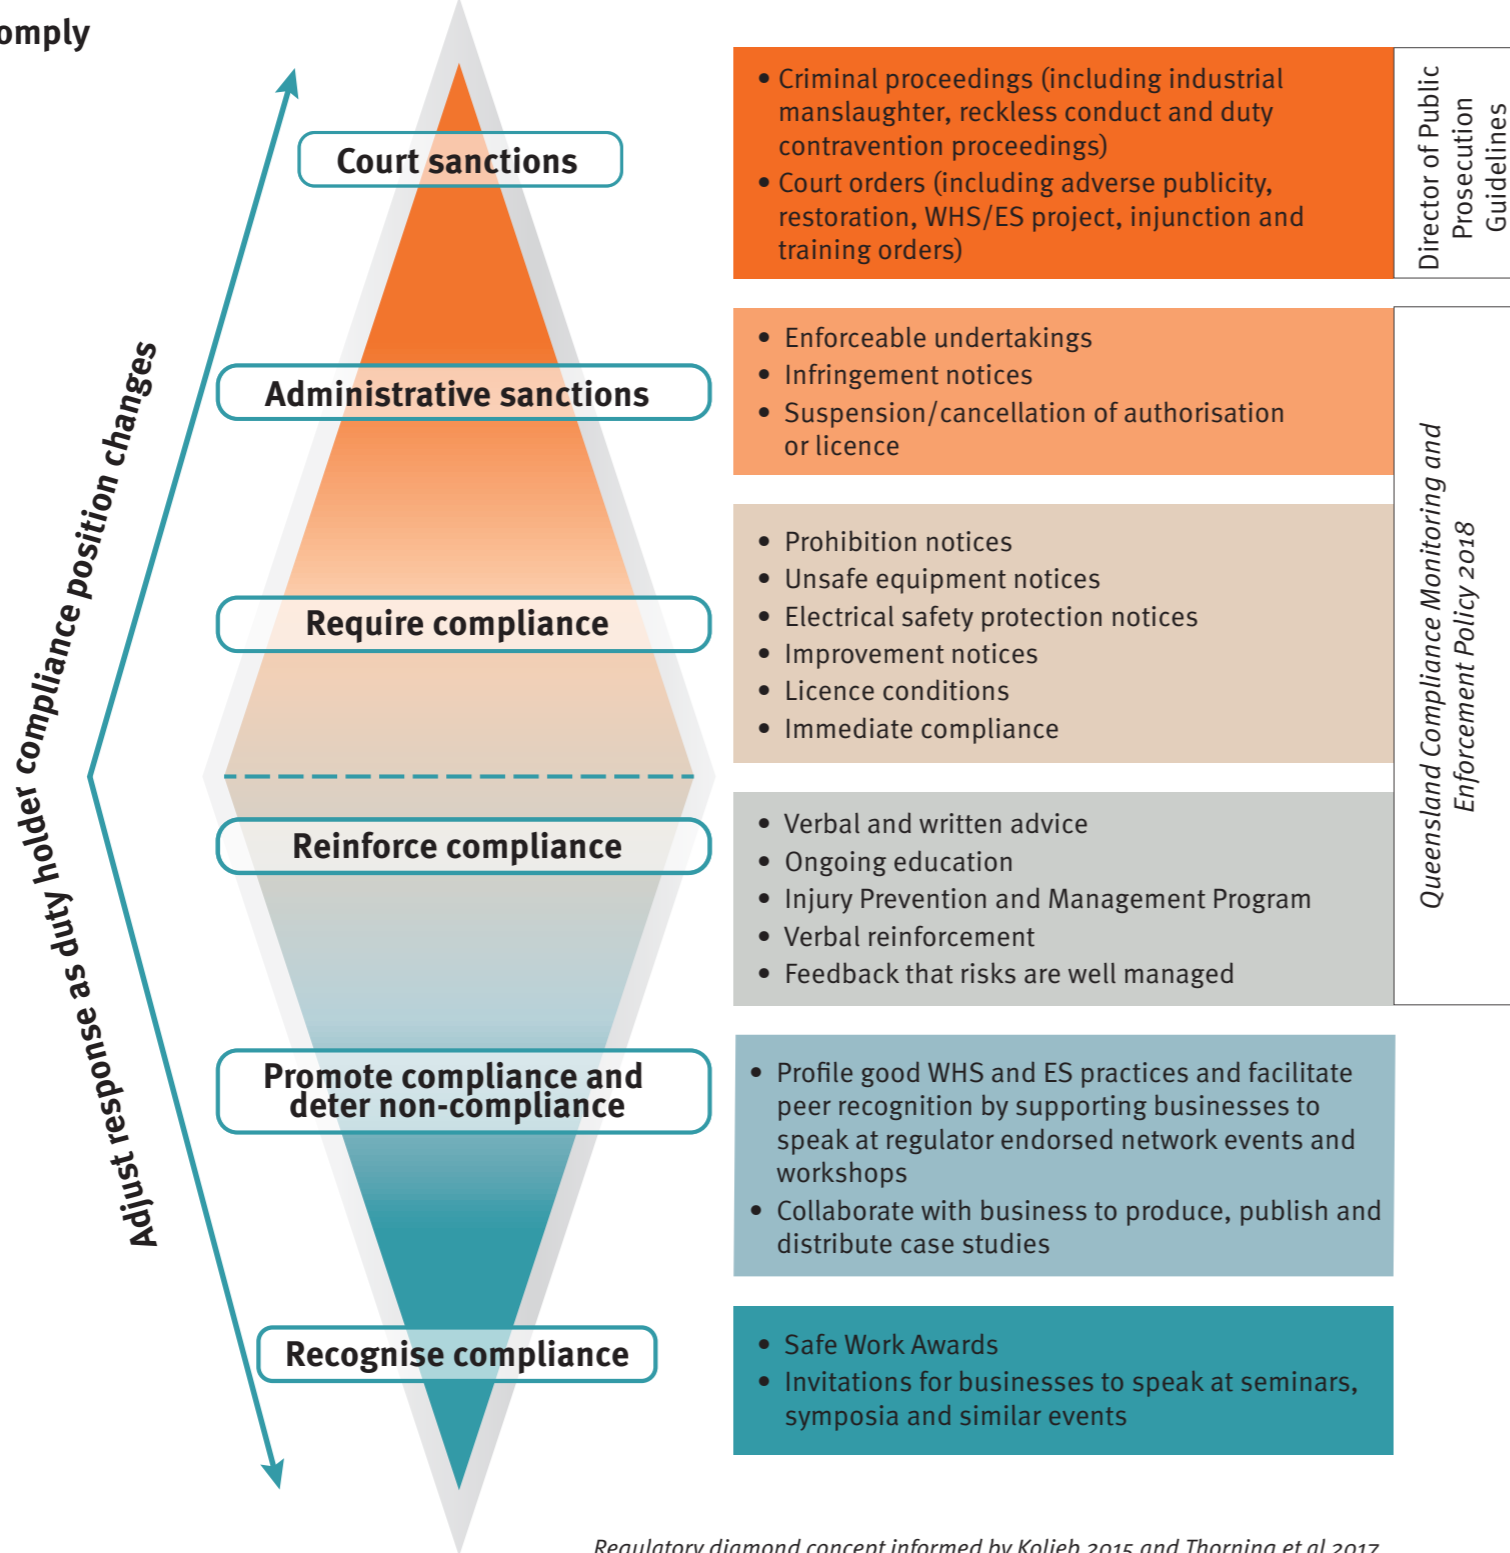 omply
Court sanctions
• Criminal proceedings (including industrial
manslaughter, reckless conduct and duty
contravention proceedings)
• Court orders (including adverse publicity,
restoration, WHS/ES project, injunction and
training orders)
Director of Public
Prosecution
Guidelines
Administrative sanctions
• Enforceable undertakings
• Infringement notices
• Suspension/cancellation of authorisation
or licence
Require compliance
• Prohibition notices
• Unsafe equipment notices
• Electrical safety protection notices
• Improvement notices
• Licence conditions
• Immediate compliance
Queensland Compliance Monitoring and
Enforcement Policy 2018
Adjust response as duty holder compliance position changes
Reinforce compliance
• Verbal and written advice
• Ongoing education
• Injury Prevention and Management Program
• Verbal reinforcement
• Feedback that risks are well managed
Promote compliance and
deter non-compliance
• Profile good WHS and ES practices and facilitate
peer recognition by supporting businesses to
speak at regulator endorsed network events and
workshops
• Collaborate with business to produce, publish and
distribute case studies
Recognise compliance
• Safe Work Awards
• Invitations for businesses to speak at seminars,
symposia and similar events
Regulatory diamond concept informed by Kolieb 2015 and Thorning et al 2017